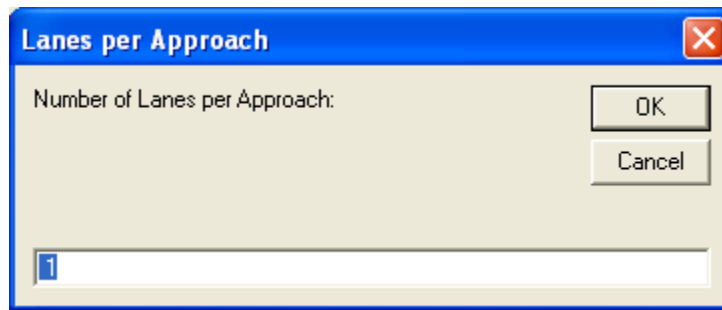 Lanes per Approach
Number of Lanes per Approach:
OK
Cancel
1